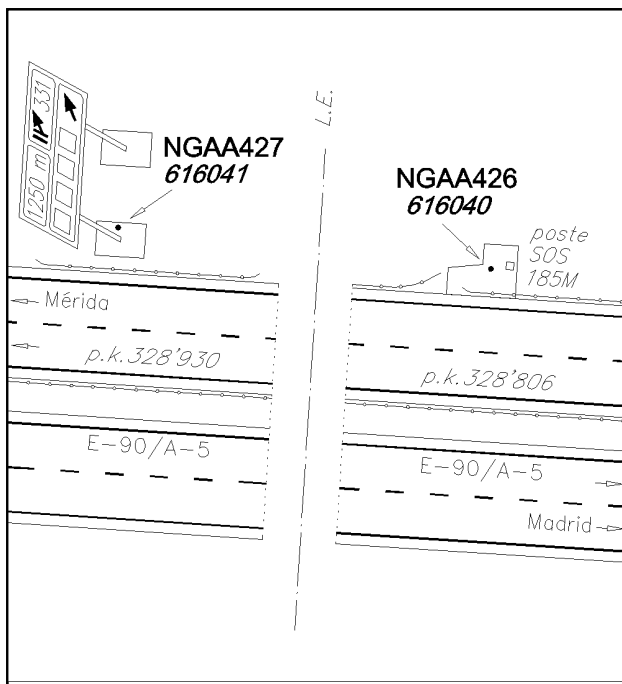 331
1250 m
L.E.
NGAA427
616041
NGAA426
616040
poste
SOS
185M
Mérida
p.k.328'930
p.k.328'806
E-90/A-5
E-90/A-5
Madrid